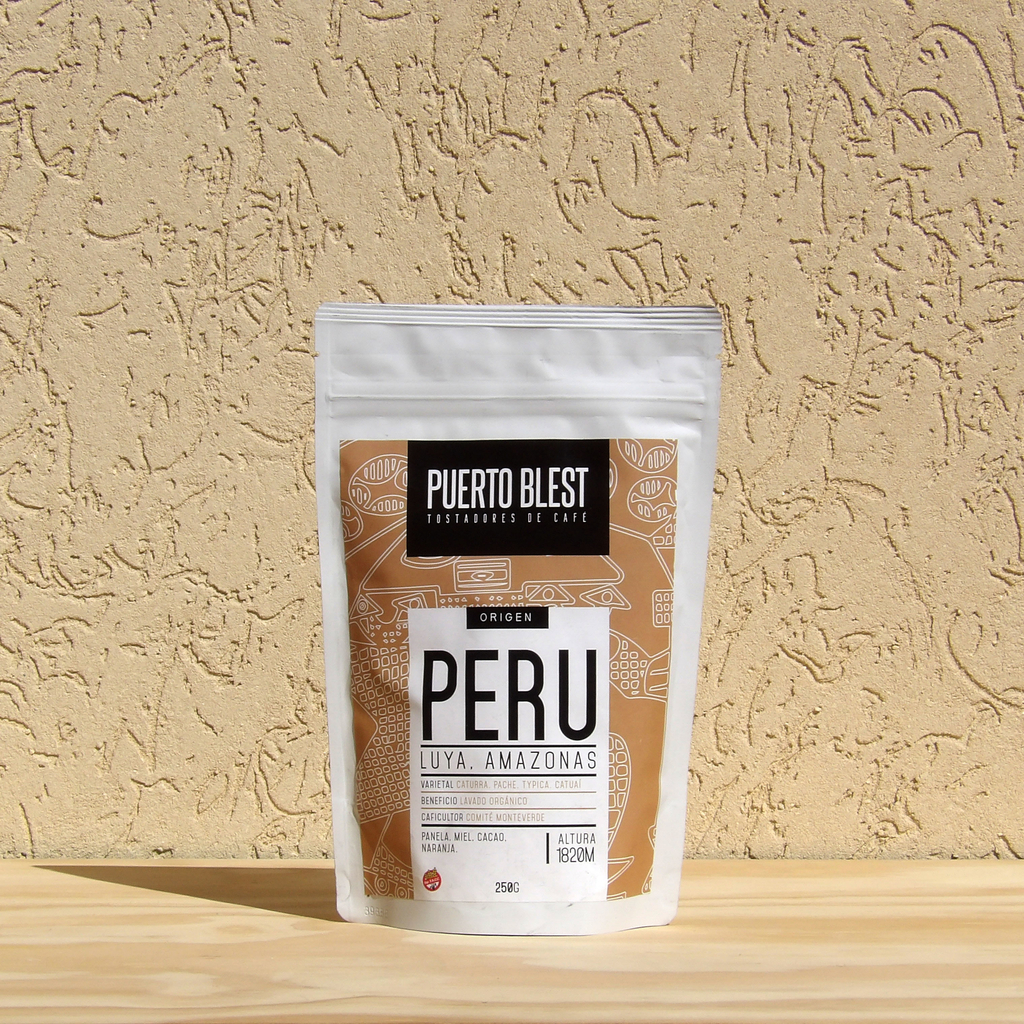 PUERTO BLEST
TOSTADORES DE CAFÉ
ORIGEN
PERU
LUYA, AMAZONAS
VARIETAL CATURRA, PACHE, TYPICA, CATUAÍ
BENEFICIO LAVADO ORGÁNICO
CAFICULTOR COMITÉ MONTEVERDE
PANELA, MIEL, CACAO,
NARANJA.
ALTURA
1820M
250G